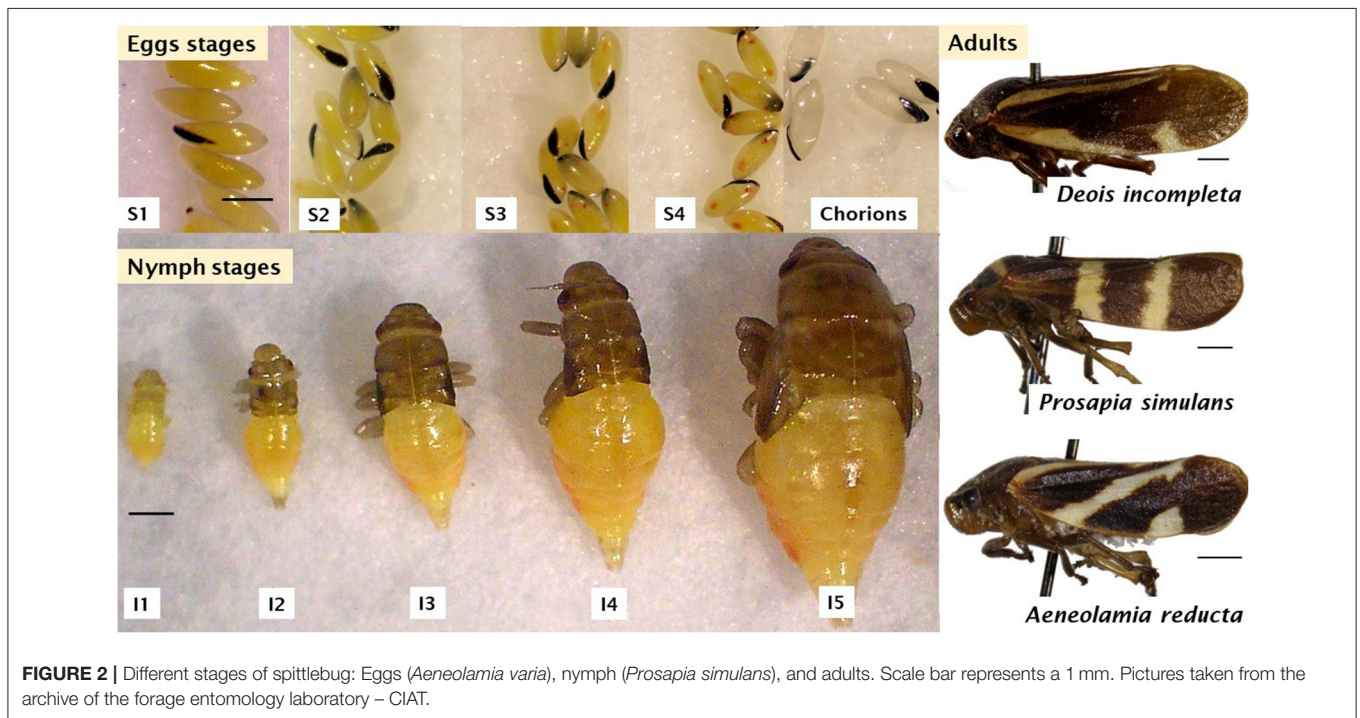 Eggs stages
S1
S2
S3
S4
Chorions
Nymph stages
I1
I2
I3
I4
I5
Adults
Deois incompleta
Prosapia simulans
Aeneolamia reducta
FIGURE 2 | Different stages of spittlebug: Eggs (Aeneolamia varia), nymph (Prosapia simulans), and adults. Scale bar represents a 1 mm. Pictures taken from the
archive of the forage entomology laboratory – CIAT.